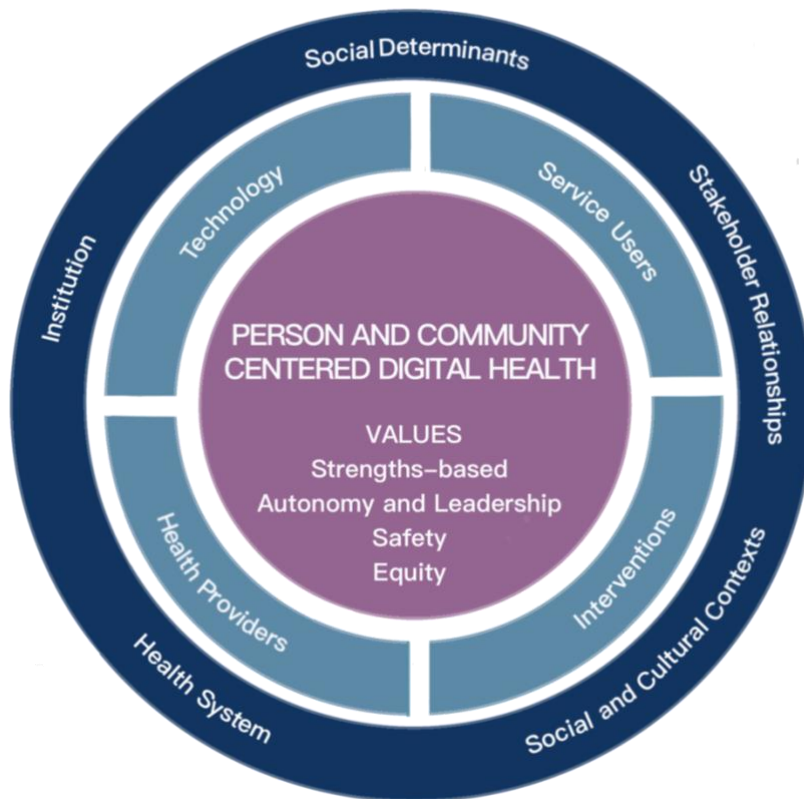 Social Determinants
Stakeholder Relationships
Social and Cultural Contexts
Health System
Institution
Technology
Service Users
Interventions
Health Providers
PERSON AND COMMUNITY
CENTERED DIGITAL HEALTH
VALUES
Strengths-based
Autonomy and Leadership
Safety
Equity